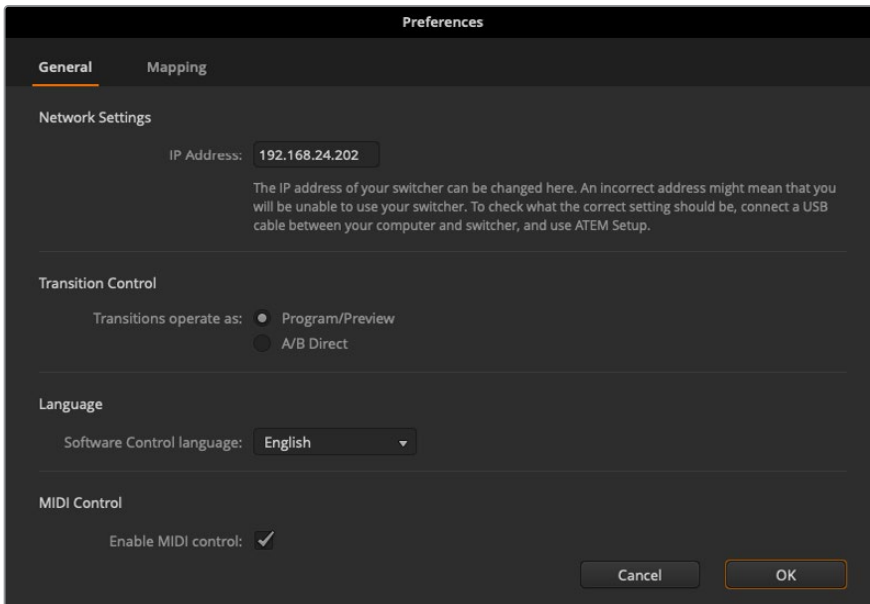 Preferences
General Mapping
Network Settings
IP Address: 192.168.24.202
The IP address of your switcher can be changed here. An incorrect address might mean that you
will be unable to use your switcher. To check what the correct setting should be, connect a USB
cable between your computer and switcher, and use ATEM Setup.
Transition Control
Transitions operate as: Program/Preview
A/B Direct
Language
Software Control language: English
MIDI Control
Enable MIDI control:
Cancel OK